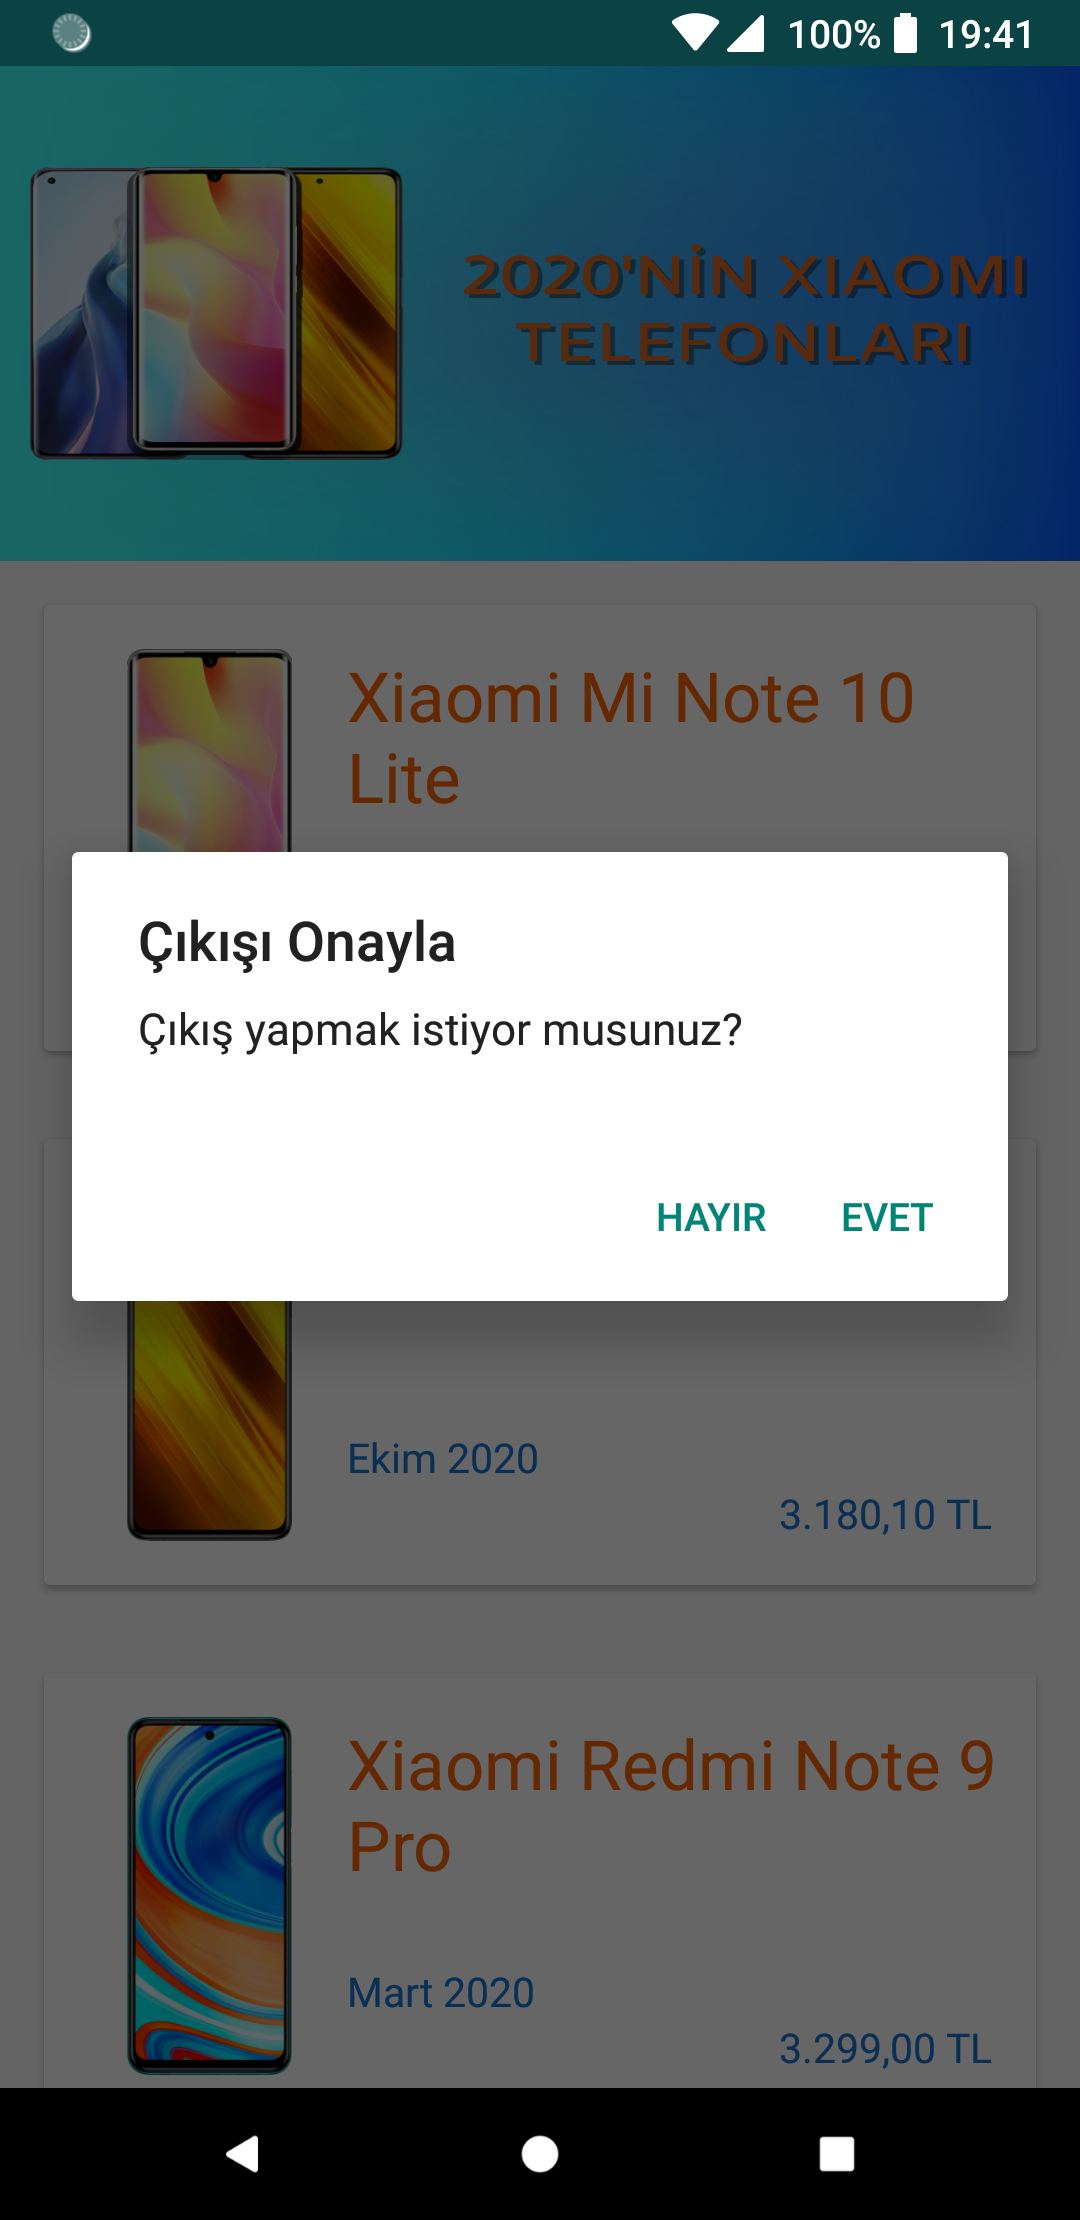 100% 19:41
2020'NİN XIAOMI
TELEFONLARI
Xiaomi Mi Note 10
Lite
Çıkışı Onayla
Çıkış yapmak istiyor musunuz?
HAYIR EVET
Ekim 2020
3.180,10 TL
Xiaomi Redmi Note 9
Pro
Mart 2020
3.299,00 TL